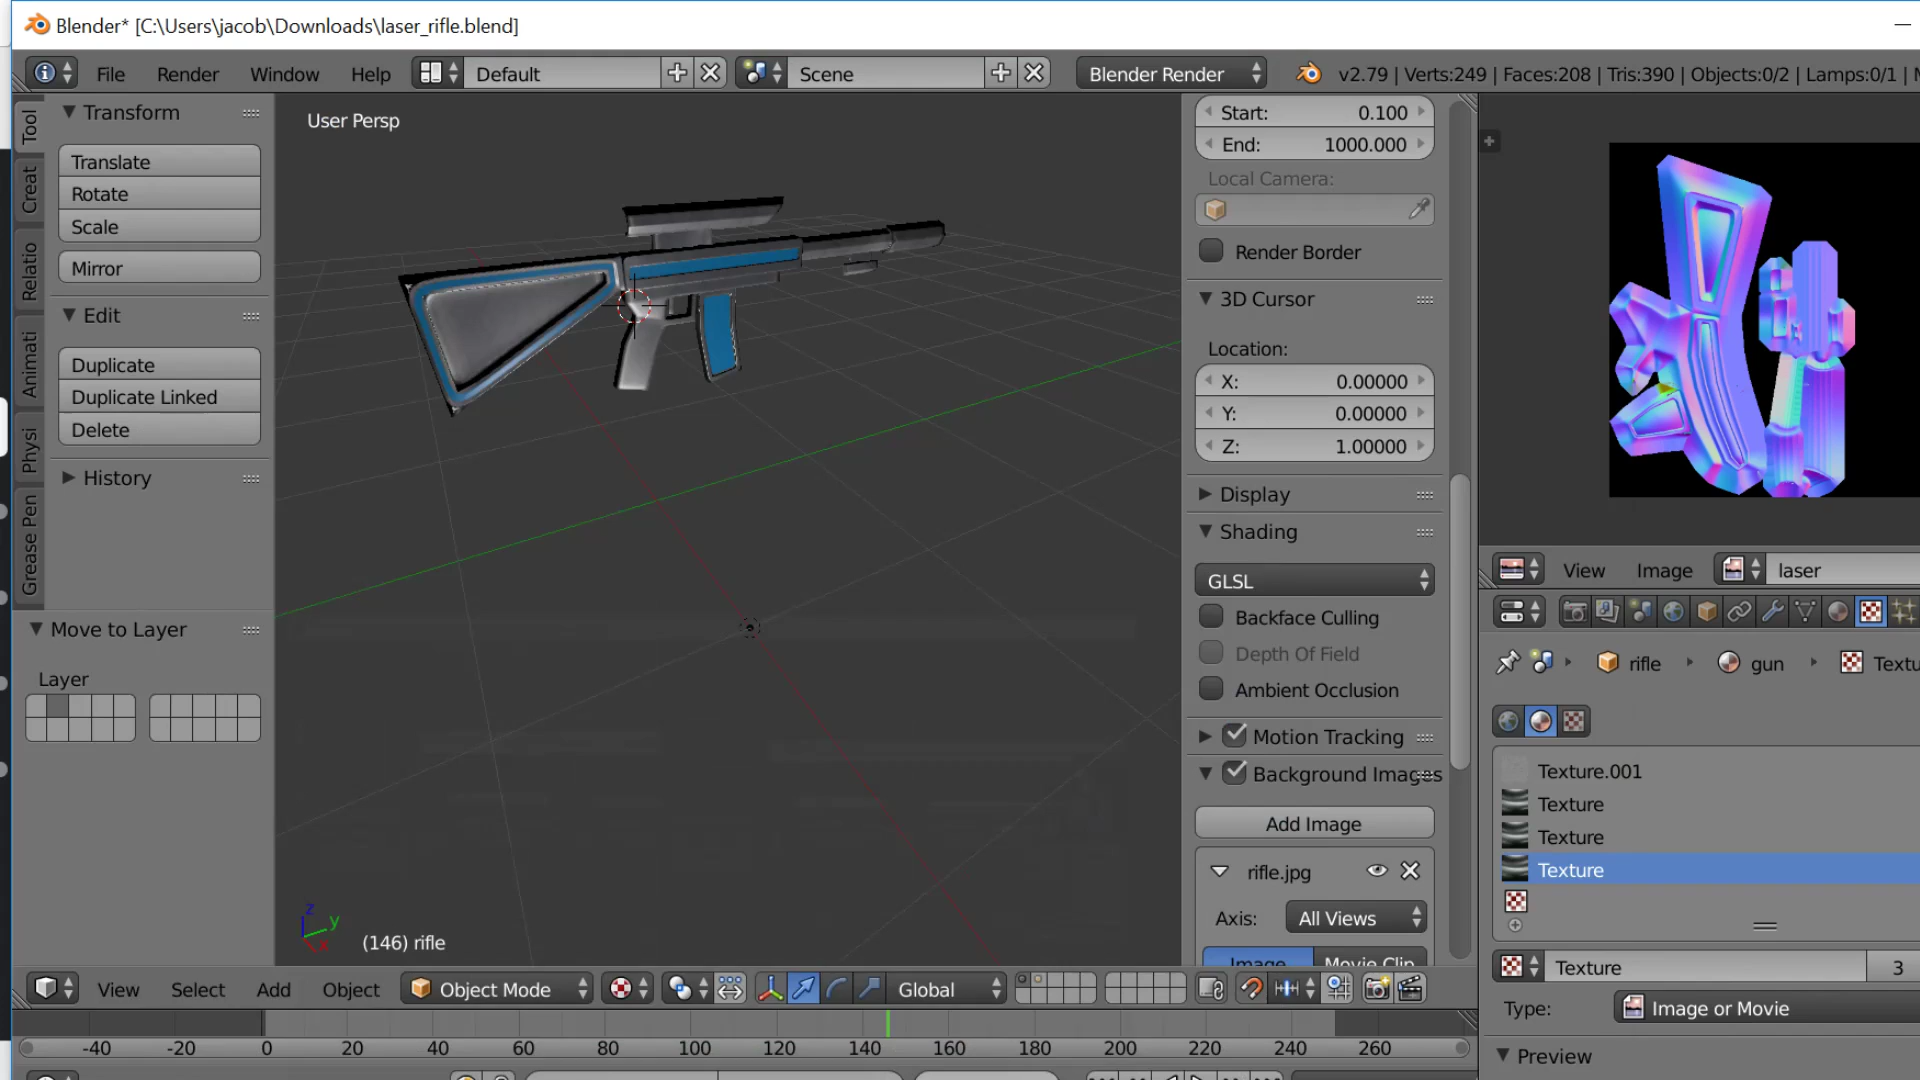 Blender* [C:\Users\jacob\Downloads\laser_rifle.blend]
File Render Window Help Default Scene Blender Render v2.79 | Verts:249 | Faces:208 | Tris:390 | Objects:0/2 | Lamps:0/1 |
Tool
Creat
Relatio
Animati
Physi
Grease Pen
Transform
Translate
Rotate
Scale
Mirror
Edit
Duplicate
Duplicate Linked
Delete
History
Move to Layer
Layer
User Persp
z
y
x
(146) rifle
Start: 0.100
End: 1000.000
Local Camera:
Render Border
3D Cursor
Location:
X: 0.00000
Y: 0.00000
Z: 1.00000
Display
Shading
GLSL
Backface Culling
Depth Of Field
Ambient Occlusion
Motion Tracking
Background Images
Add Image
rifle.jpg
Axis: All Views
Image Movie Clip
View Image laser
rifle gun Textu
Texture.001
Texture
Texture
Texture
Texture 3
Type: Image or Movie
Preview
View Select Add Object Object Mode Global
-40 -20 0 20 40 60 80 100 120 140 160 180 200 220 240 260